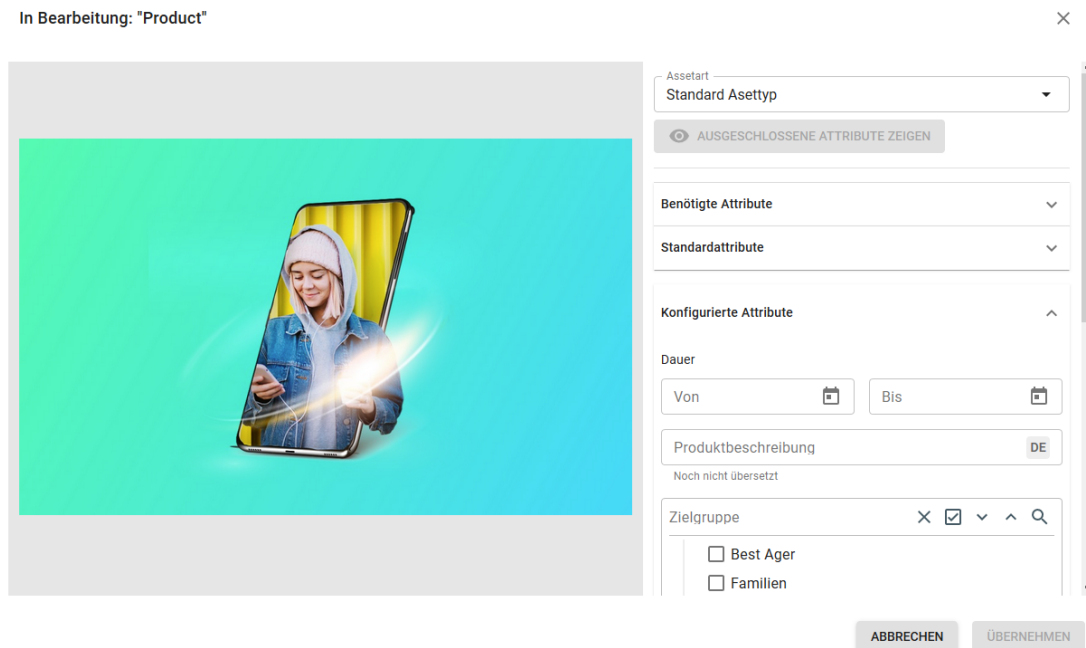 In Bearbeitung: "Product"
Assetart
Standard Asettyp
AUSGESCHLOSSENE ATTRIBUTE ZEIGEN
Benötigte Attribute
Standardattribute
Konfigurierte Attribute
Dauer
Von
Bis
Produktbeschreibung
DE
Noch nicht übersetzt
Zielgruppe
Best Ager
Familien
ABBRECHEN
ÜBERNEHMEN